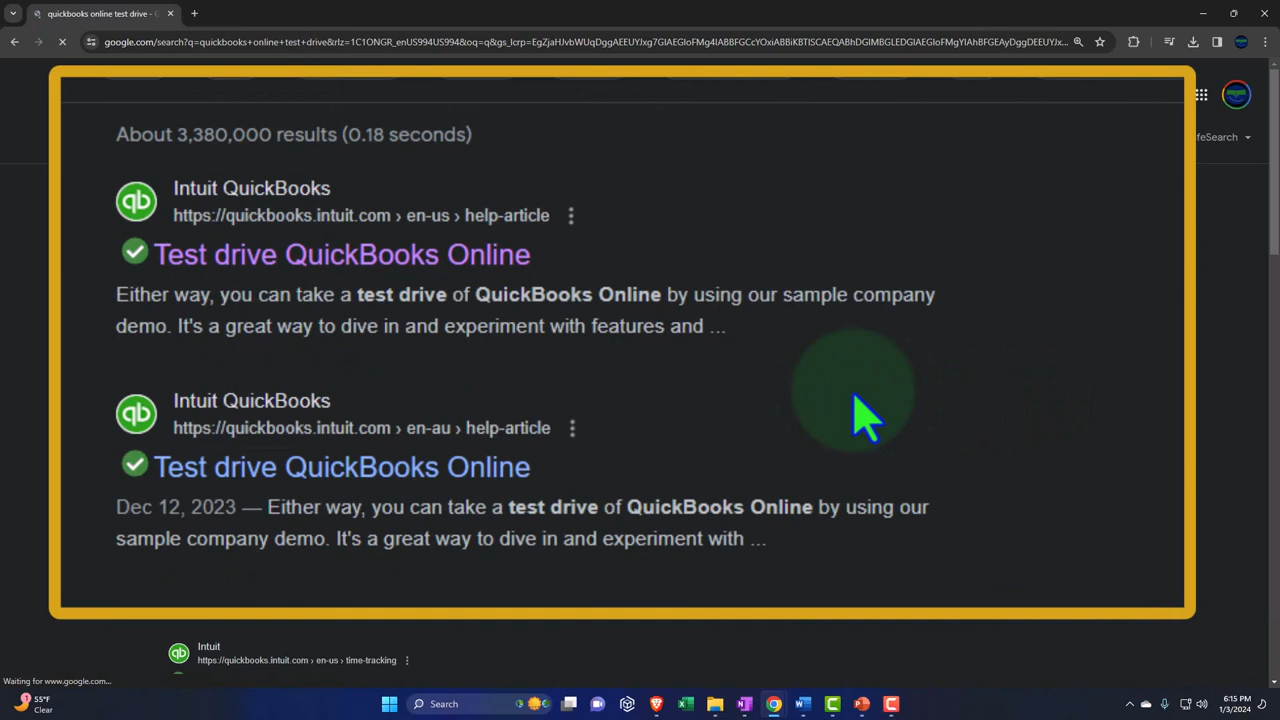 quickbooks online test drive - G
google.com/search?q=quickbooks+online+test+drive&rlz=1C1ONGR_enUS994US994&oq=q&gs_lcrp=
feSearch
About 3,380,000 results (0.18 seconds)
qb
Intuit QuickBooks
https://quickbooks.intuit.com › en-us › help-article
Test drive QuickBooks Online
Either way, you can take a test drive of QuickBooks Online by using our sample company
demo. It's a great way to dive in and experiment with features and ...
qb
Intuit QuickBooks
https://quickbooks.intuit.com › en-au › help-article
Test drive QuickBooks Online
Dec 12, 2023 — Either way, you can take a test drive of QuickBooks Online by using our
sample company demo. It's a great way to dive in and experiment with ...
qb
Intuit
https://quickbooks.intuit.com › en-us › time-tracking
Waiting for www.google.com...
55°F
Clear
Search
6:15 PM
1/3/2024